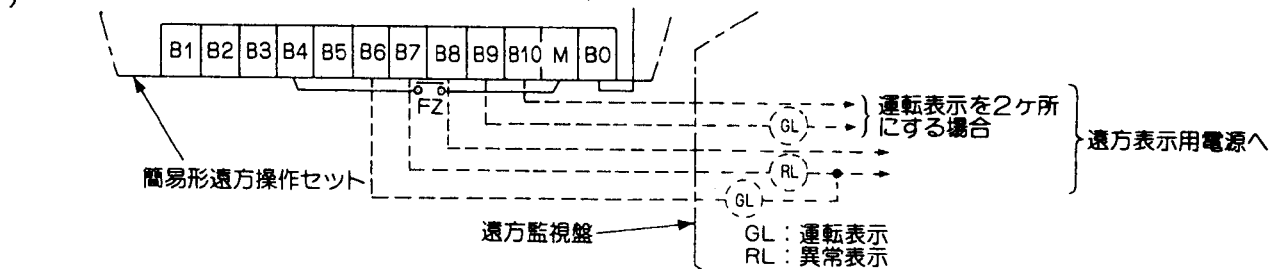 )
B1 B2 B3 B4 B5 B6 B7 B8 B9 B10 M B0
FZ
GL
運転表示を2ヶ所
にする場合
遠方表示用電源へ
RL
簡易形遠方操作セット
GL
遠方監視盤
GL：運転表示
RL：異常表示